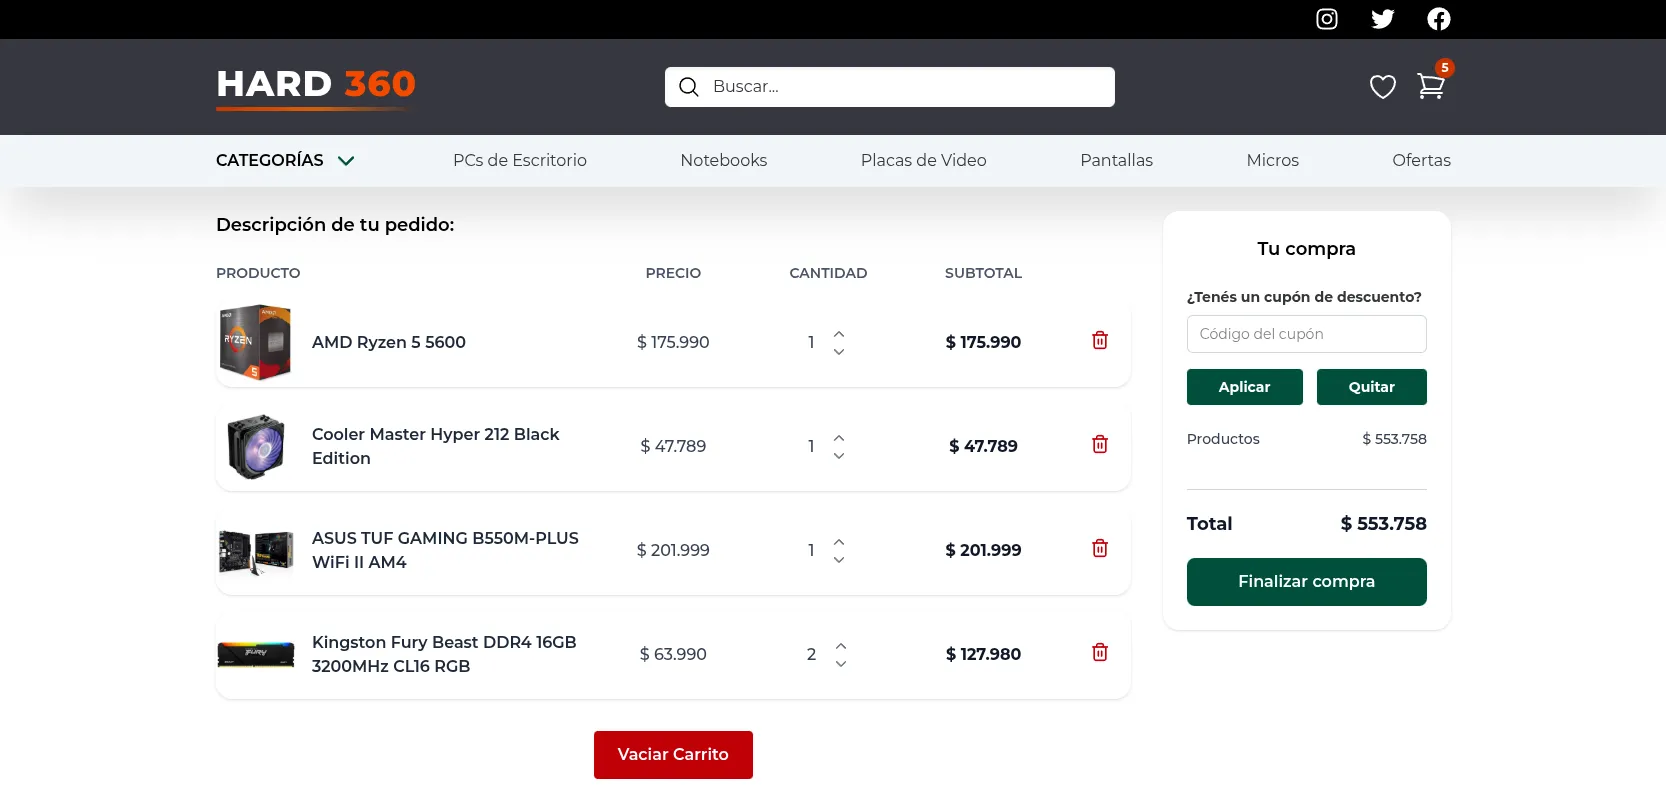 HARD 360
Buscar...
5
CATEGORÍAS
PCs de Escritorio
Notebooks
Placas de Video
Pantallas
Micros
Ofertas
Descripción de tu pedido:
PRODUCTO PRECIO CANTIDAD SUBTOTAL
AMD Ryzen 5 5600 $ 175.990 1 $ 175.990
RYZEN
5
Cooler Master Hyper 212 Black
Edition
$ 47.789 1 $ 47.789
ASUS TUF GAMING B550M-PLUS
WiFi II AM4
$ 201.999 1 $ 201.999
FURY
Kingston Fury Beast DDR4 16GB
3200MHz CL16 RGB
$ 63.990 2 $ 127.980
Vaciar Carrito
Tu compra
¿Tenés un cupón de descuento?
Código del cupón
Aplicar Quitar
Productos $ 553.758
Total $ 553.758
Finalizar compra